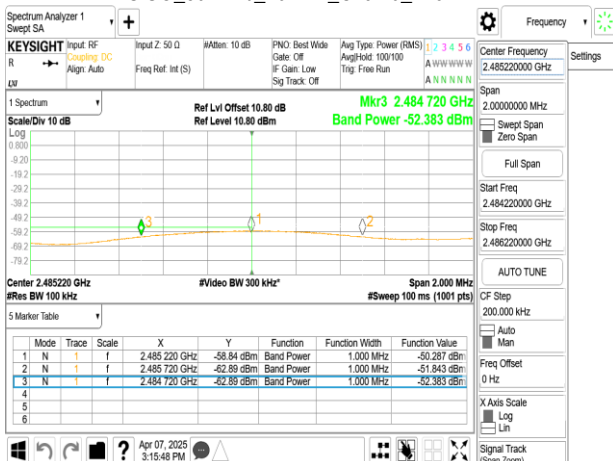 Spectrum Analyzer 1
Swept SA
+
Frequency
KEYSIGHT
R
Input: RF
Coupling: DC
Align: Auto
Input Z: 50 Ω
Freq Ref: Int (S)
#Atten: 10 dB
PNO: Best Wide
Gate: Off
IF Gain: Low
Sig Track: Off
Avg Type: Power (RMS)
Avg|Hold: 100/100
Trig: Free Run
1 2 3 4 5 6
A W W W W W
A N N N N N
1 Spectrum
Scale/Div 10 dB
Ref Lvl Offset 10.80 dB
Ref Level 10.80 dBm
Mkr3 2.484 720 GHz
Band Power -52.383 dBm
Log
0.800
-9.20
-19.2
-29.2
-39.2
-49.2
-59.2
-69.2
-79.2
3
1
2
Center 2.485220 GHz
#Video BW 300 kHz*
Span 2.000 MHz
#Res BW 100 kHz
#Sweep 100 ms (1001 pts)
5 Marker Table
Mode Trace Scale X Y Function Function Width Function Value
1 N 1 f 2.485 220 GHz -58.84 dBm Band Power 1.000 MHz -50.287 dBm
2 N 1 f 2.485 720 GHz -62.89 dBm Band Power 1.000 MHz -51.843 dBm
3 N 1 f 2.484 720 GHz -62.89 dBm Band Power 1.000 MHz -52.383 dBm
4
5
6
?
Apr 07, 2025
3:15:48 PM
Center Frequency
2.485220000 GHz
Settings
Span
2.00000000 MHz
Swept Span
Zero Span
Full Span
Start Freq
2.484220000 GHz
Stop Freq
2.486220000 GHz
AUTO TUNE
CF Step
200.000 kHz
Auto
Man
Freq Offset
0 Hz
X Axis Scale
Log
Lin
Signal Track
(Span Zoom)